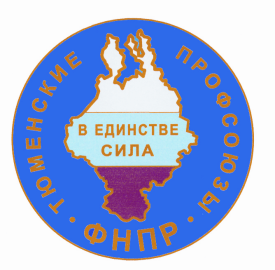 ТЮМЕНСКИЕ ПРОФСОЮЗЫ
В ЕДИНСТВЕ
СИЛА
• ФНПР •